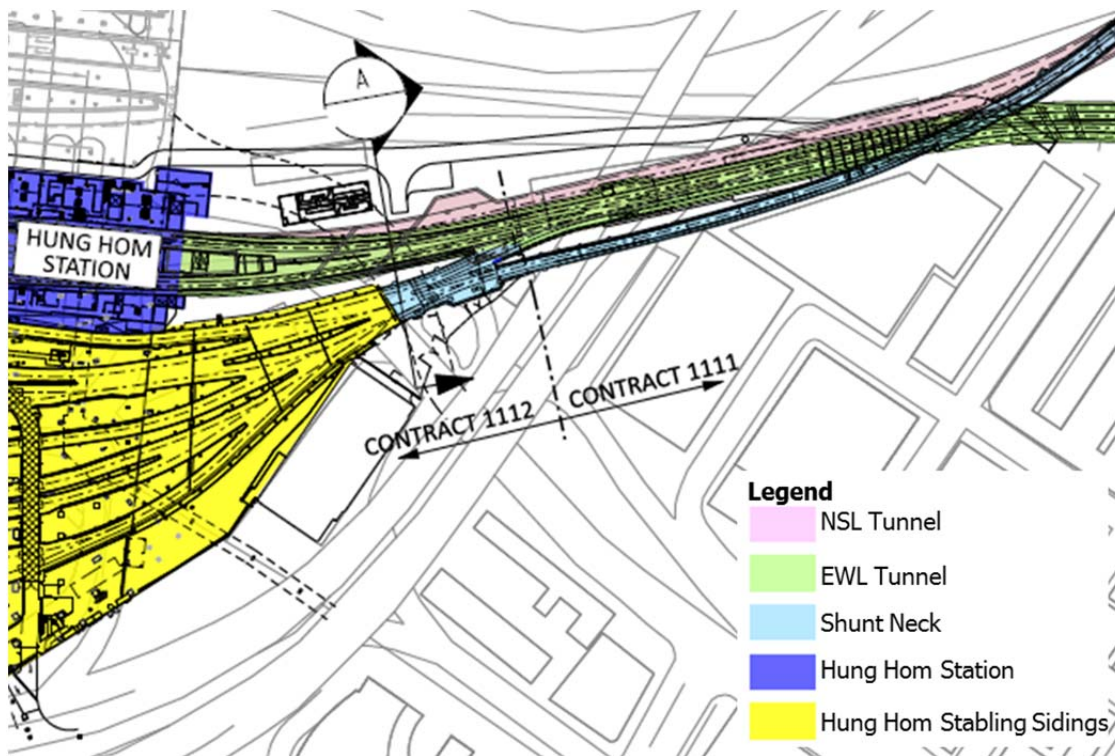 A
HUNG HOM
STATION
CONTRACT 1112
CONTRACT 1111
Legend
NSL Tunnel
EWL Tunnel
Shunt Neck
Hung Hom Station
Hung Hom Stabling Sidings